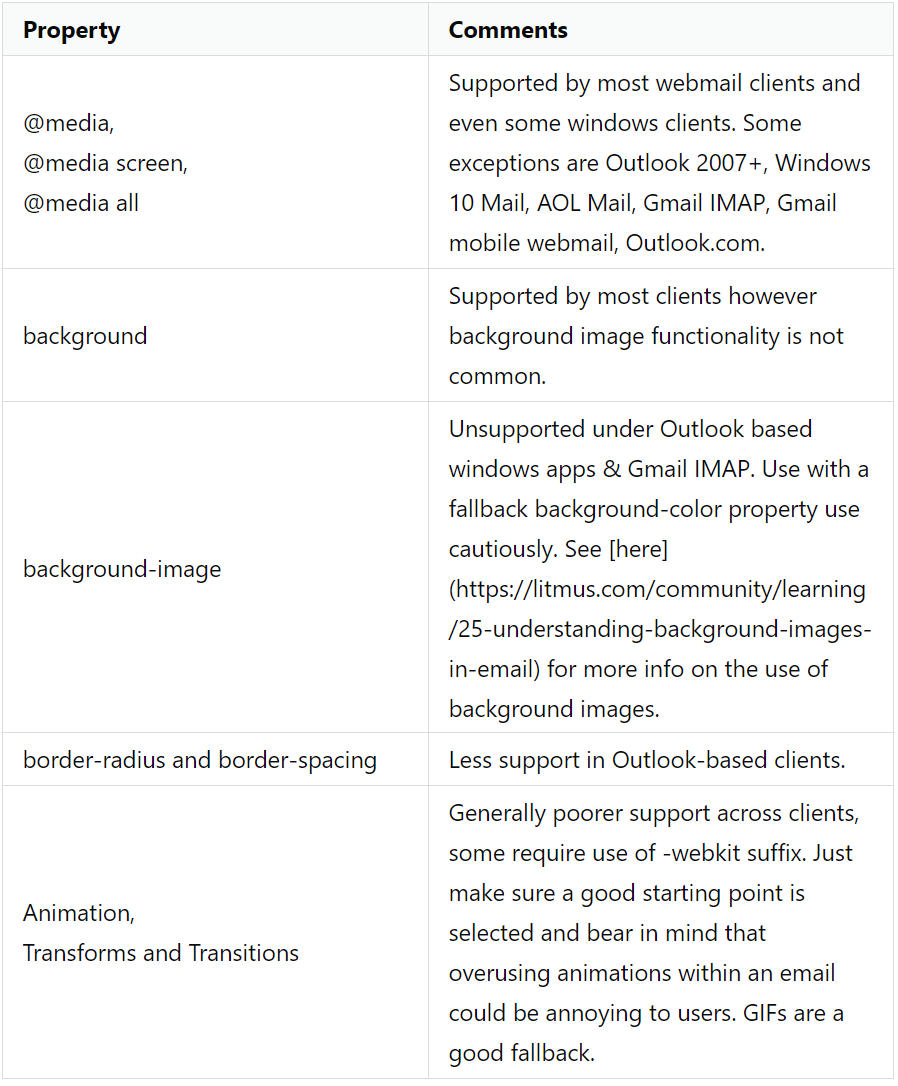 Property
Comments
@media,
@media screen,
@media all
Supported by most webmail clients and
even some windows clients. Some
exceptions are Outlook 2007+, Windows
10 Mail, AOL Mail, Gmail IMAP, Gmail
mobile webmail, Outlook.com.
background
Supported by most clients however
background image functionality is not
common.
background-image
Unsupported under Outlook based
windows apps & Gmail IMAP. Use with a
fallback background-color property use
cautiously. See [here]
(https://litmus.com/community/learning
/25-understanding-background-images-
in-email) for more info on the use of
background images.
border-radius and border-spacing
Less support in Outlook-based clients.
Animation,
Transforms and Transitions
Generally poorer support across clients,
some require use of -webkit suffix. Just
make sure a good starting point is
selected and bear in mind that
overusing animations within an email
could be annoying to users. GIFs are a
good fallback.